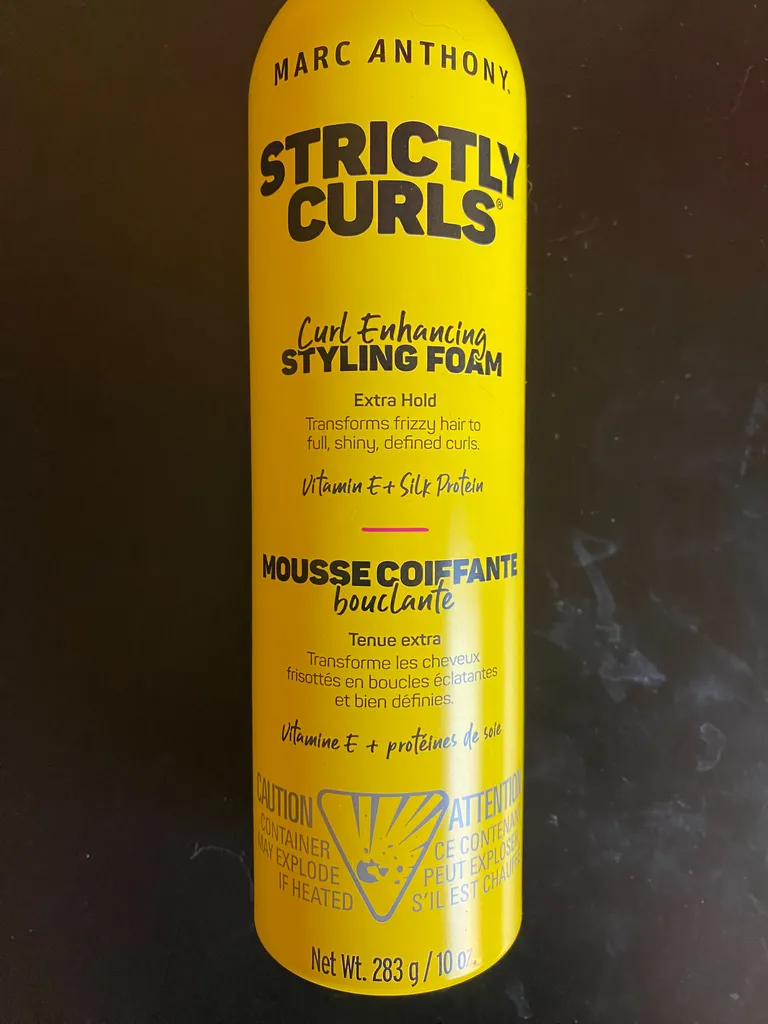 MARC ANTHONY.
STRICTLY
CURLS®
Curl Enhancing
STYLING FOAM
Extra Hold
Transforms frizzy hair to
full, shiny, defined curls.
Vitamin E + Silk Protein
MOUSSE COIFFANTE
bouclante
Tenue extra
Transforme les cheveux
frisottés en boucles éclatantes
et bien définies.
Vitamine E + protéines de soie
CAUTION
CONTAINER
MAY EXPLODE
IF HEATED
ATTENTION
CE CONTENANT
PEUT EXPLOSER
S'IL EST CHAUFFÉ
Net Wt. 283 g / 10 oz.